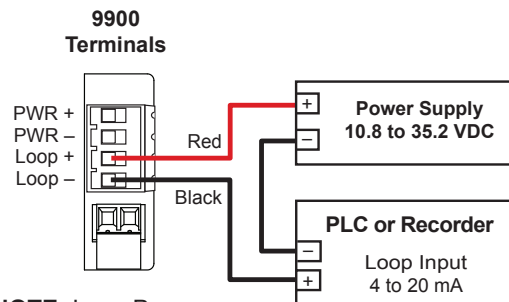 9900
Terminals
PWR +
PWR –
Loop +
Loop –
Red
Black
+
–
Power Supply
10.8 to 35.2 VDC
PLC or Recorder
–
+
Loop Input
4 to 20 mA